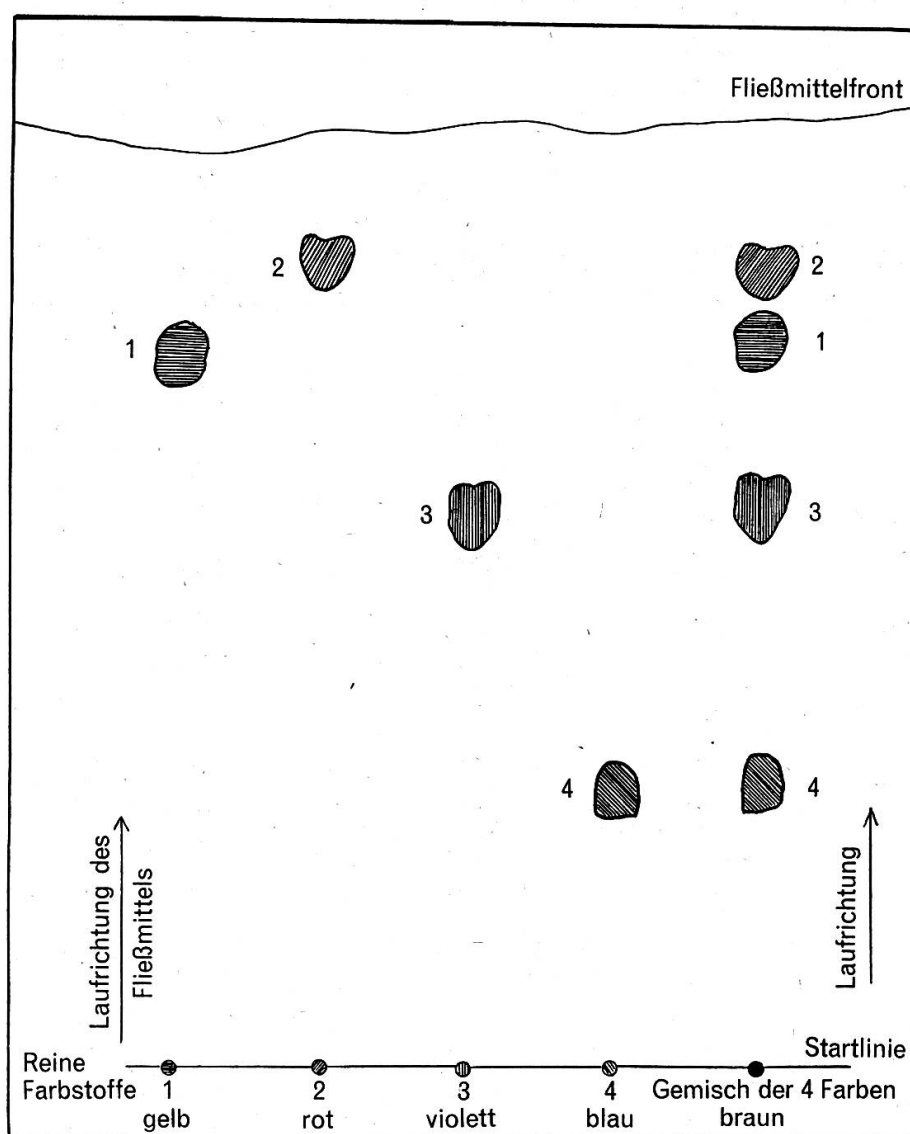 Fließmittelfront
2
2
1
1
3
3
4
4
Laufrichtung des
Fließmittels
Laufrichtung
Startlinie
Reine
Farbstoffe
1
2
3
4
Gemisch der 4 Farben
gelb
rot
violett
blau
braun